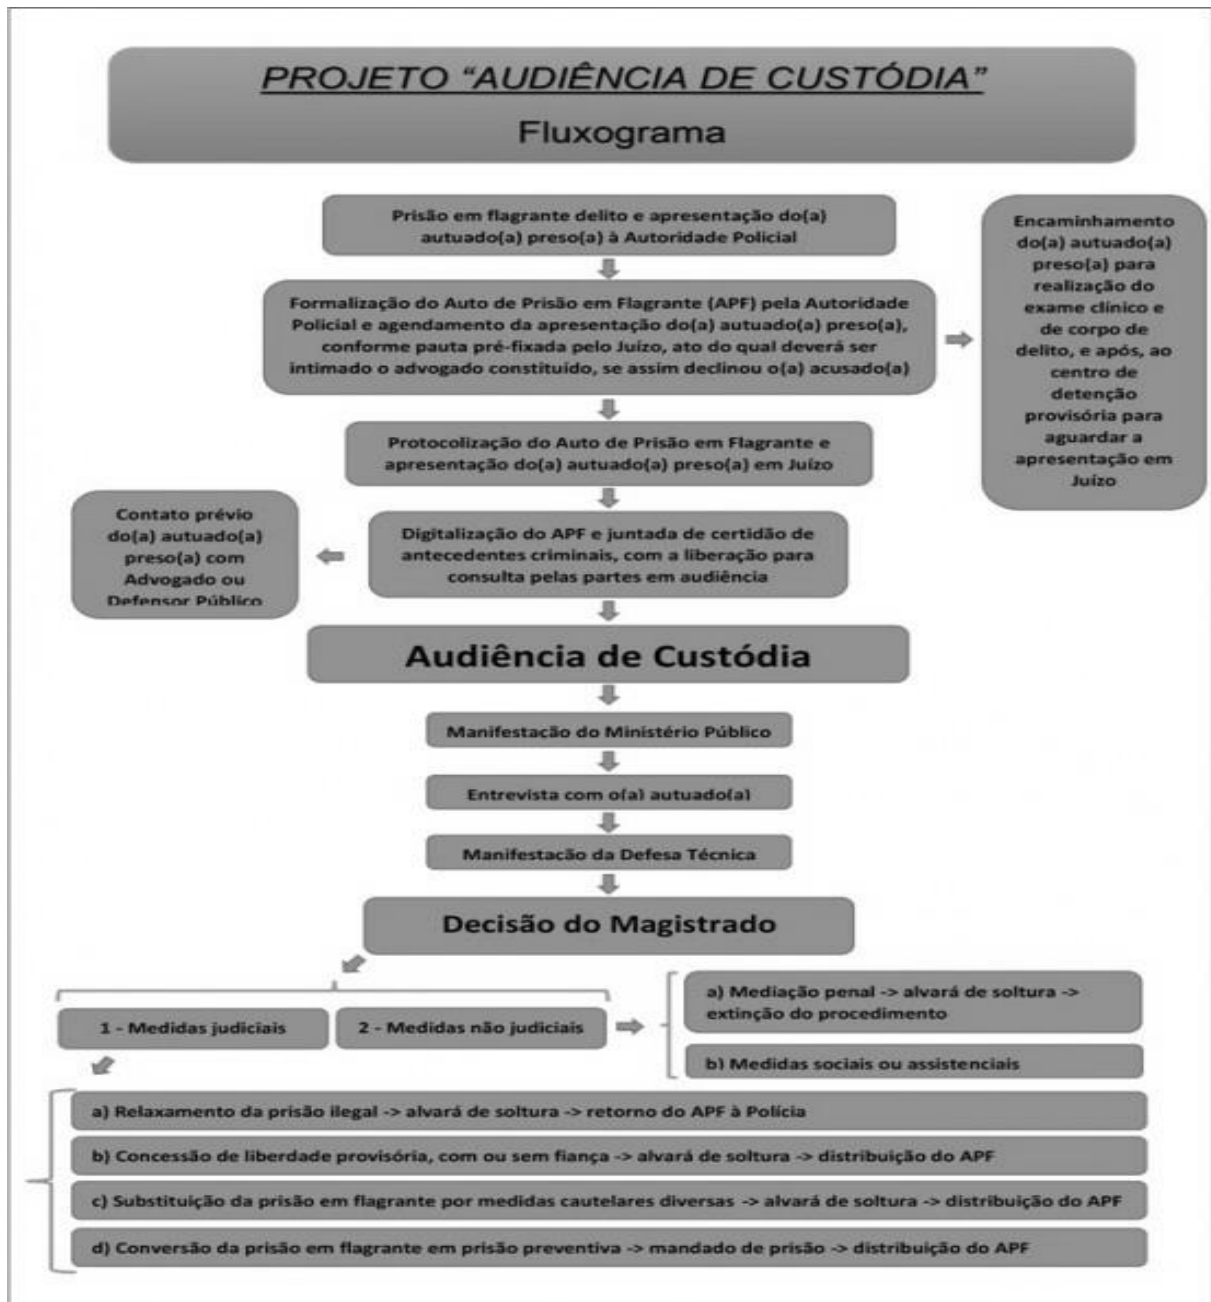 PROJETO “AUDIÊNCIA DE CUSTÓDIA”
Fluxograma
Prisão em flagrante delito e apresentação do(a)
autuado(a) preso(a) à Autoridade Policial
Formalização do Auto de Prisão em Flagrante (APF) pela Autoridade
Policial e agendamento da apresentação do(a) autuado(a) preso(a),
conforme pauta pré-fixada pelo Juízo, ato do qual deverá ser
intimado o advogado constituído, se assim declinou o(a) acusado(a)
Encaminhamento
do(a) autuado(a)
preso(a) para
realização do
exame clínico e
de corpo de
delito, e após, ao
centro de
detenção
provisória para
aguardar a
apresentação em
Juízo
Protocolização do Auto de Prisão em Flagrante e
apresentação do(a) autuado(a) preso(a) em Juízo
Contato prévio
do(a) autuado(a)
preso(a) com
Advogado ou
Defensor Público
Digitalização do APF e juntada de certidão de
antecedentes criminais, com a liberação para
consulta pelas partes em audiência
Audiência de Custódia
Manifestação do Ministério Público
Entrevista com o(a) autuado(a)
Manifestação da Defesa Técnica
Decisão do Magistrado
1 - Medidas judiciais
2 - Medidas não judiciais
a) Mediação penal -> alvará de soltura ->
extinção do procedimento
b) Medidas sociais ou assistenciais
a) Relaxamento da prisão ilegal -> alvará de soltura -> retorno do APF à Polícia
b) Concessão de liberdade provisória, com ou sem fiança -> alvará de soltura -> distribuição do APF
c) Substituição da prisão em flagrante por medidas cautelares diversas -> alvará de soltura -> distribuição do APF
d) Conversão da prisão em flagrante em prisão preventiva -> mandado de prisão -> distribuição do APF